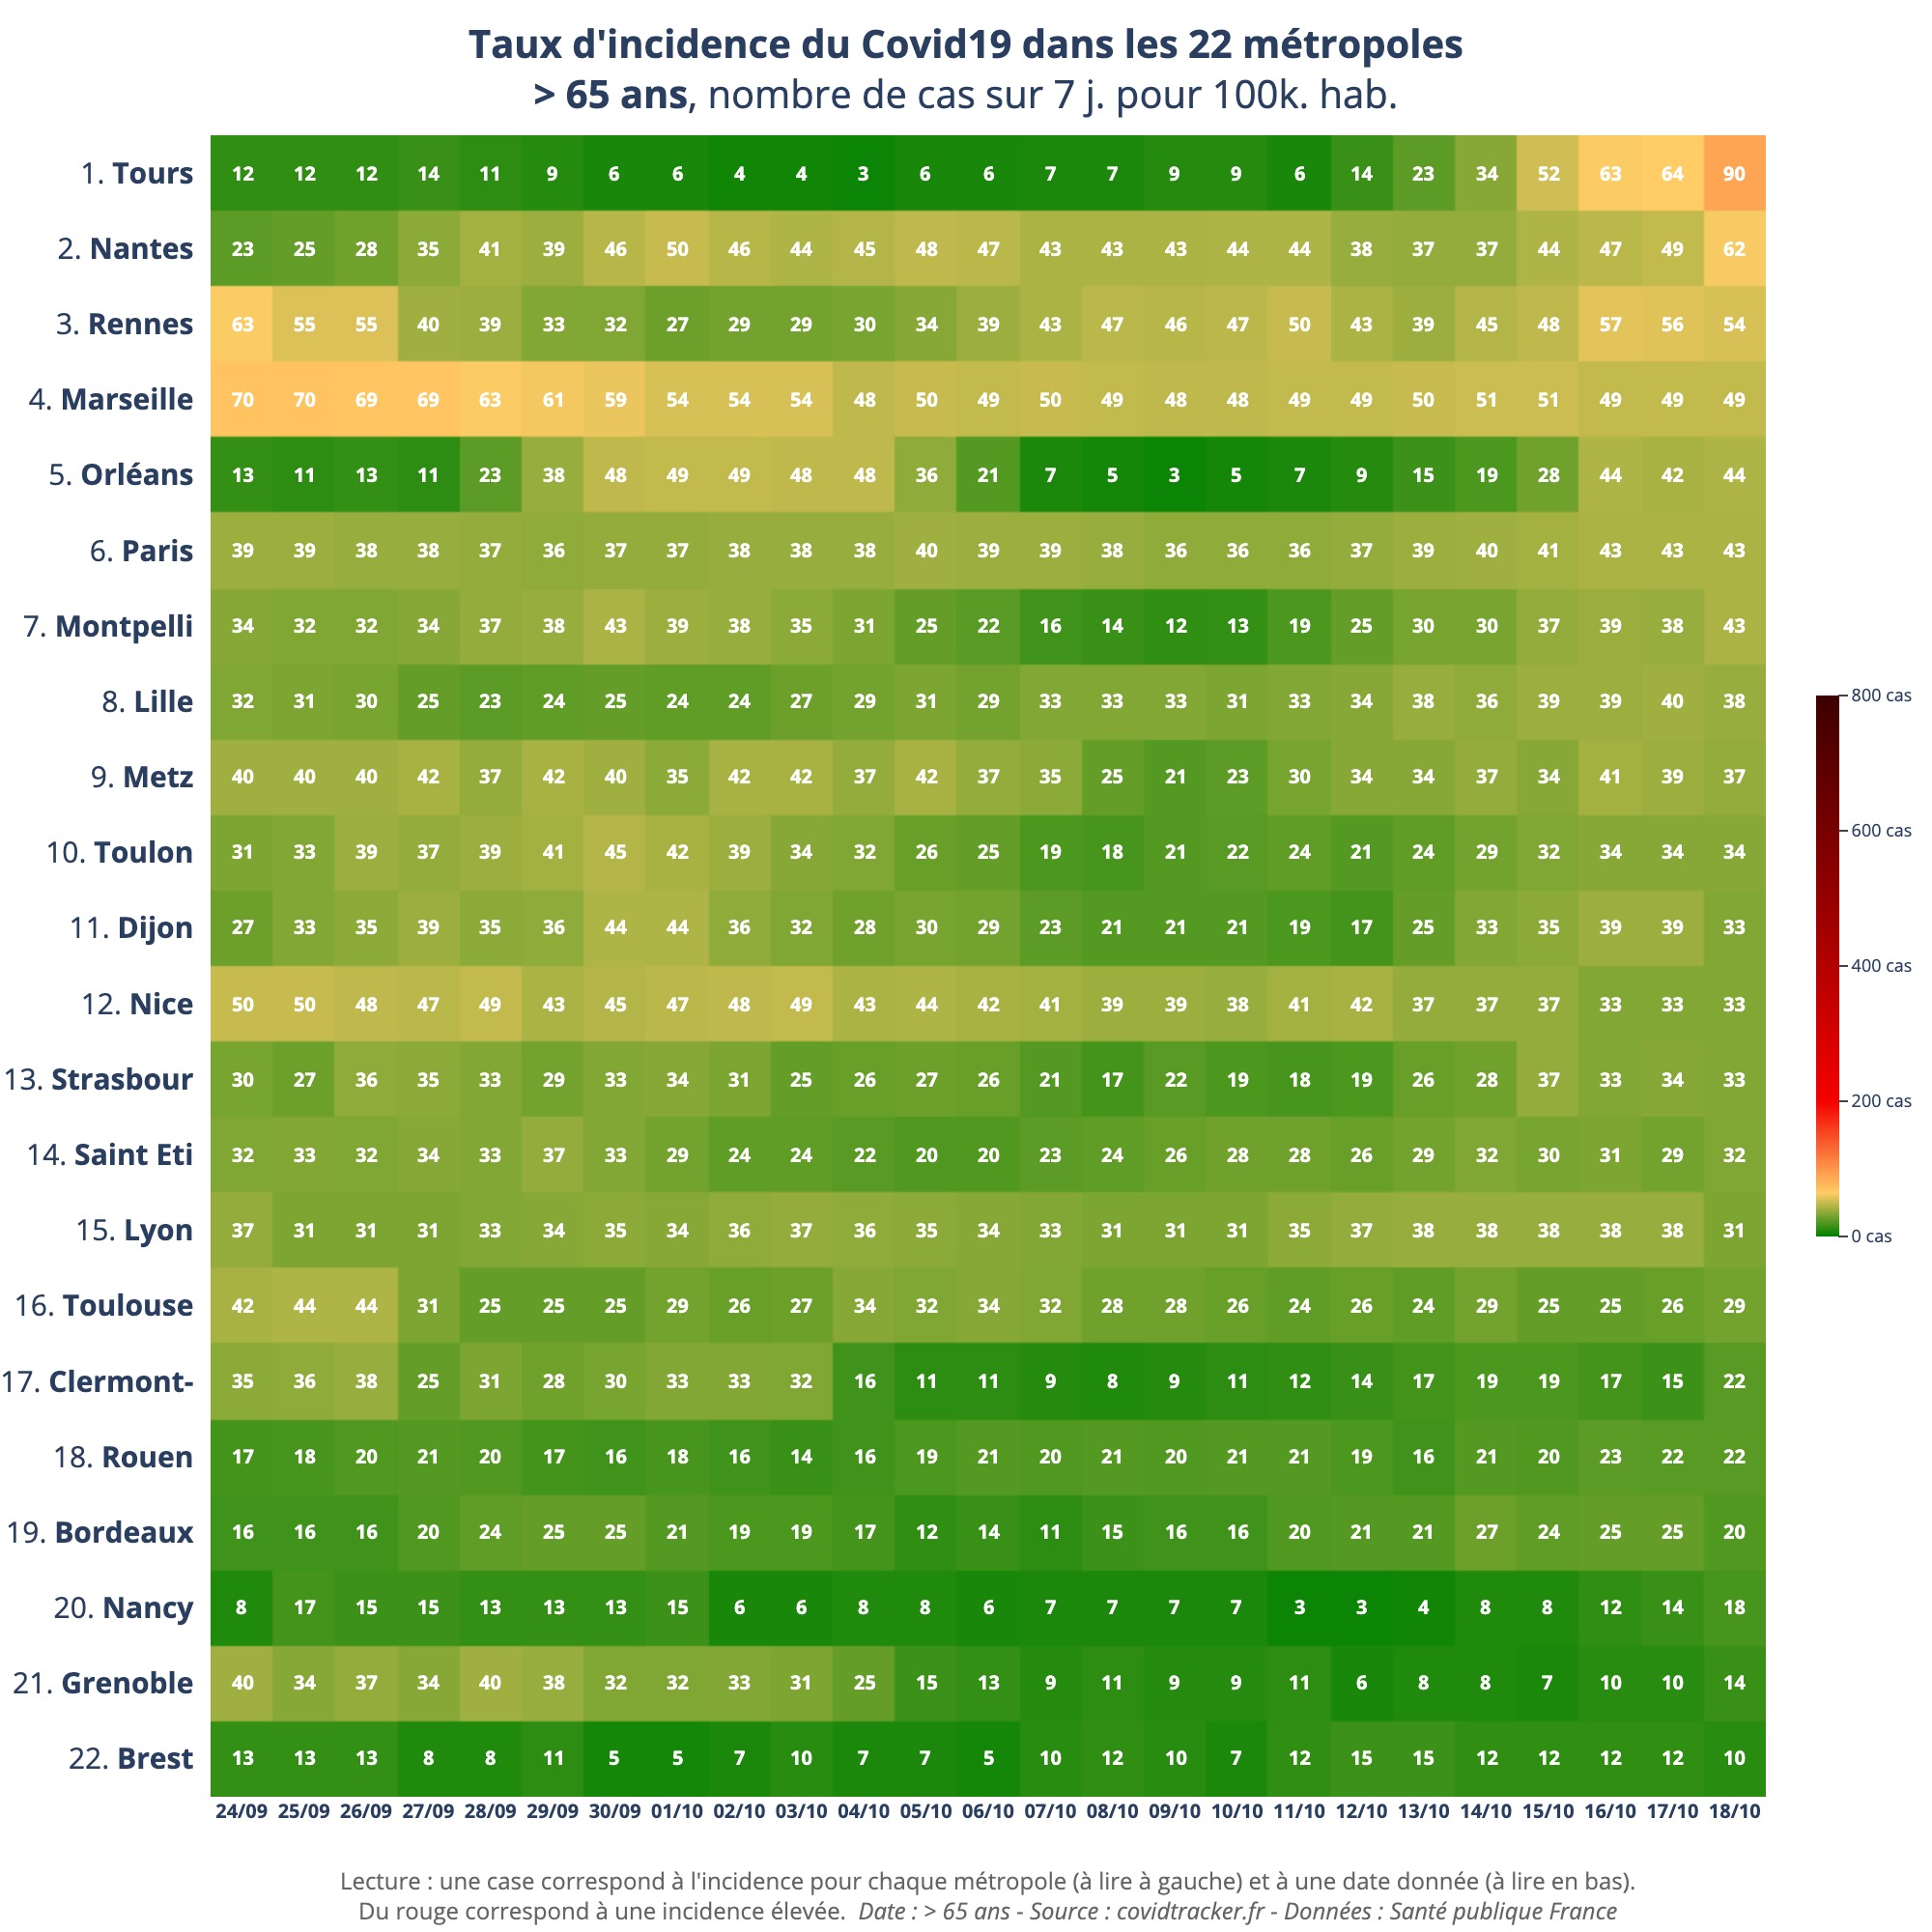 Taux d'incidence du Covid19 dans les 22 métropoles
> 65 ans, nombre de cas sur 7 j. pour 100k. hab.
1. Tours 12 12 12 14 11 9 6 6 4 4 3 6 6 7 7 9 9 6 14 23 34 52 63 64 90
2. Nantes 23 25 28 35 41 39 46 50 46 44 45 48 47 43 43 43 44 44 38 37 37 44 47 49 62
3. Rennes 63 55 55 40 39 33 32 27 29 29 30 34 39 43 47 46 47 50 43 39 45 48 57 56 54
4. Marseille 70 70 69 69 63 61 59 54 54 54 48 50 49 50 49 48 48 49 49 50 51 51 49 49 49
5. Orléans 13 11 13 11 23 38 48 49 49 48 48 36 21 7 5 3 5 7 9 15 19 28 44 42 44
6. Paris 39 39 38 38 37 36 37 37 38 38 38 40 39 39 38 36 36 36 37 39 40 41 43 43 43
7. Montpelli 34 32 32 34 37 38 43 39 38 35 31 25 22 16 14 12 13 19 25 30 30 37 39 38 43
8. Lille 32 31 30 25 23 24 25 24 24 27 29 31 29 33 33 33 31 33 34 38 36 39 39 40 38
9. Metz 40 40 40 42 37 42 40 35 42 42 37 42 37 35 25 21 23 30 34 34 37 34 41 39 37
10. Toulon 31 33 39 37 39 41 45 42 39 34 32 26 25 19 18 21 22 24 21 24 29 32 34 34 34
11. Dijon 27 33 35 39 35 36 44 44 36 32 28 30 29 23 21 21 21 19 17 25 33 35 39 39 33
12. Nice 50 50 48 47 49 43 45 47 48 49 43 44 42 41 39 39 38 41 42 37 37 37 33 33 33
13. Strasbour 30 27 36 35 33 29 33 34 31 25 26 27 26 21 17 22 19 18 19 26 28 37 33 34 33
14. Saint Eti 32 33 32 34 33 37 33 29 24 24 22 20 20 23 24 26 28 28 26 29 32 30 31 29 32
15. Lyon 37 31 31 31 33 34 35 34 36 37 36 35 34 33 31 31 31 35 37 38 38 38 38 38 31
16. Toulouse 42 44 44 31 25 25 25 29 26 27 34 32 34 32 28 28 26 24 26 24 29 25 25 26 29
17. Clermont- 35 36 38 25 31 28 30 33 33 32 16 11 11 9 8 9 11 12 14 17 19 19 17 15 22
18. Rouen 17 18 20 21 20 17 16 18 16 14 16 19 21 20 21 20 21 21 19 16 21 20 23 22 22
19. Bordeaux 16 16 16 20 24 25 25 21 19 19 17 12 14 11 15 16 16 20 21 21 27 24 25 25 20
20. Nancy 8 17 15 15 13 13 13 15 6 6 8 8 6 7 7 7 7 3 3 4 8 8 12 14 18
21. Grenoble 40 34 37 34 40 38 32 32 33 31 25 15 13 9 11 9 9 11 6 8 8 7 10 10 14
22. Brest 13 13 13 8 8 11 5 5 7 10 7 7 5 10 12 10 7 12 15 15 12 12 12 12 10
24/09 25/09 26/09 27/09 28/09 29/09 30/09 01/10 02/10 03/10 04/10 05/10 06/10 07/10 08/10 09/10 10/10 11/10 12/10 13/10 14/10 15/10 16/10 17/10 18/10
800 cas
600 cas
400 cas
200 cas
0 cas
Lecture : une case correspond à l'incidence pour chaque métropole (à lire à gauche) et à une date donnée (à lire en bas).
Du rouge correspond à une incidence élevée. Date : > 65 ans - Source : covidtracker.fr - Données : Santé publique France